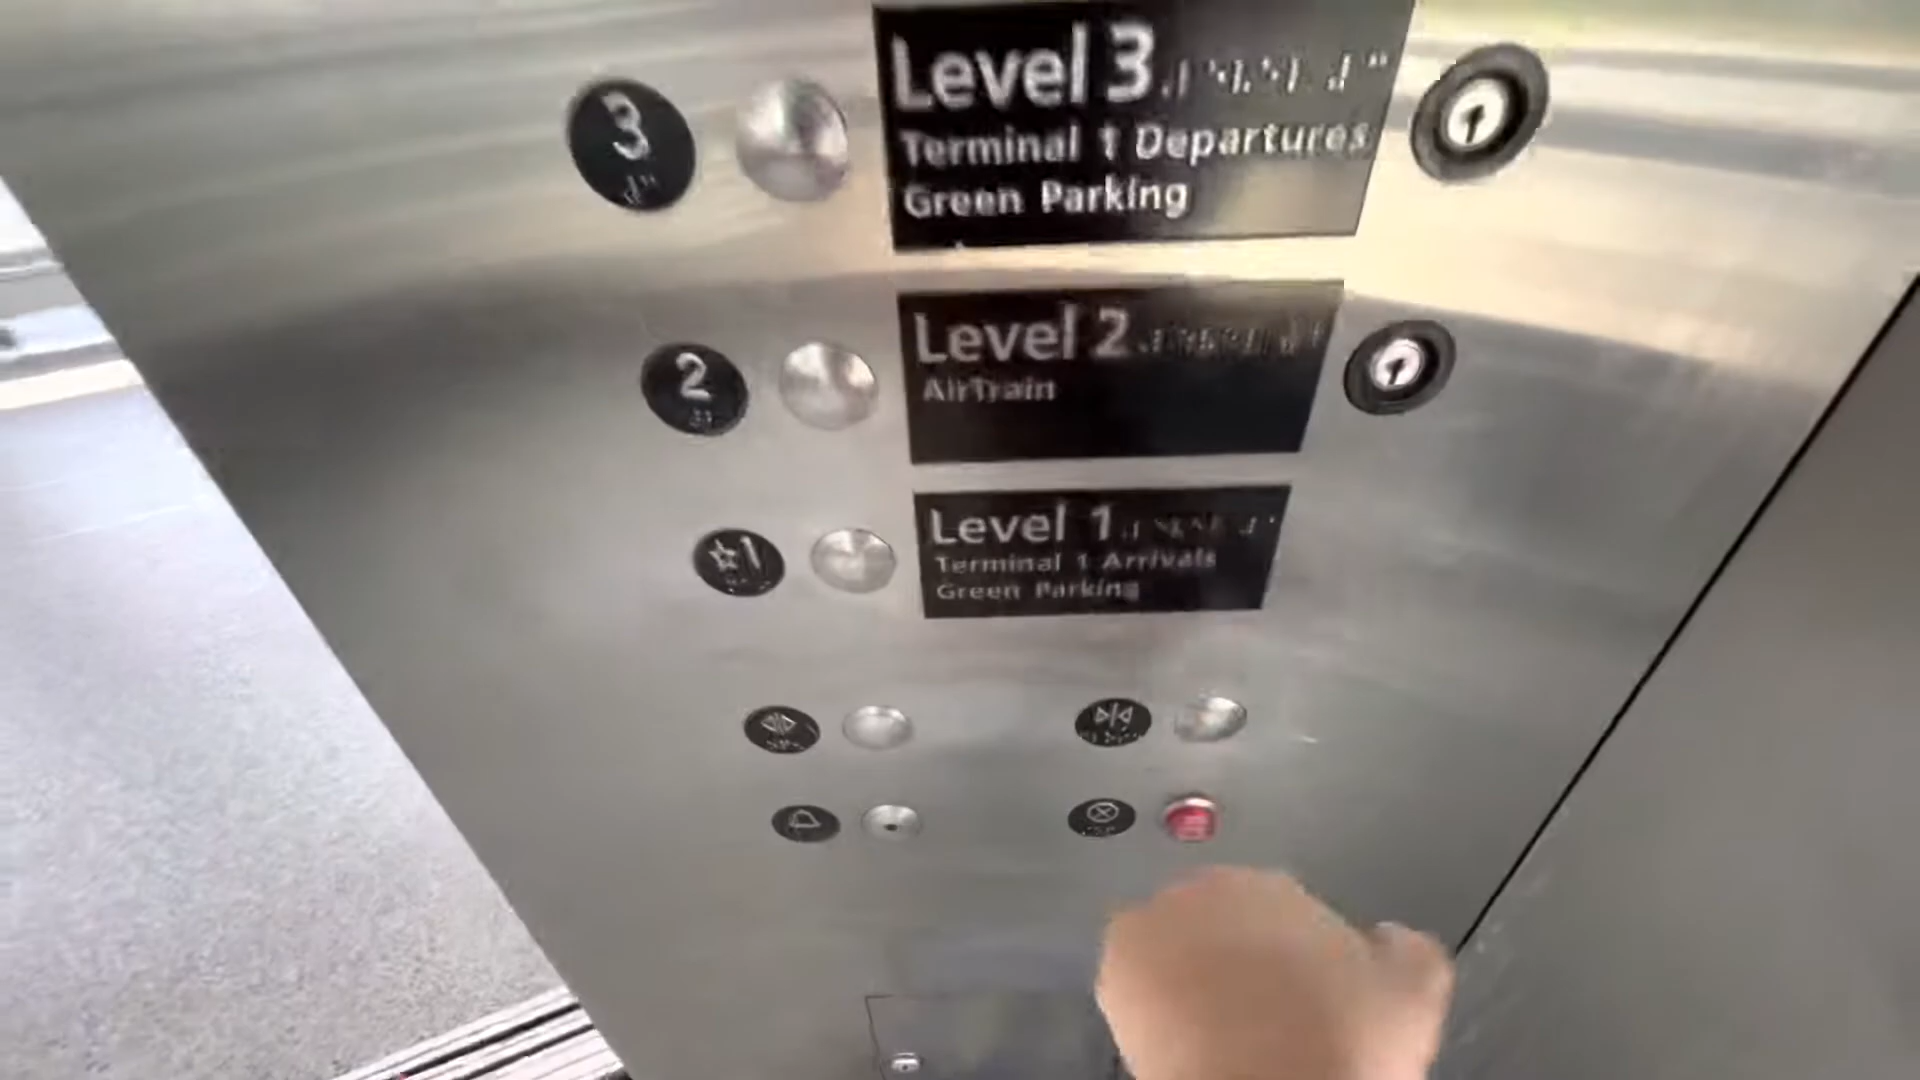 3
Level 3
Terminal 1 Departures
Green Parking
2
Level 2
AirTrain
☆1
Level 1
Terminal 1 Arrivals
Green Parking